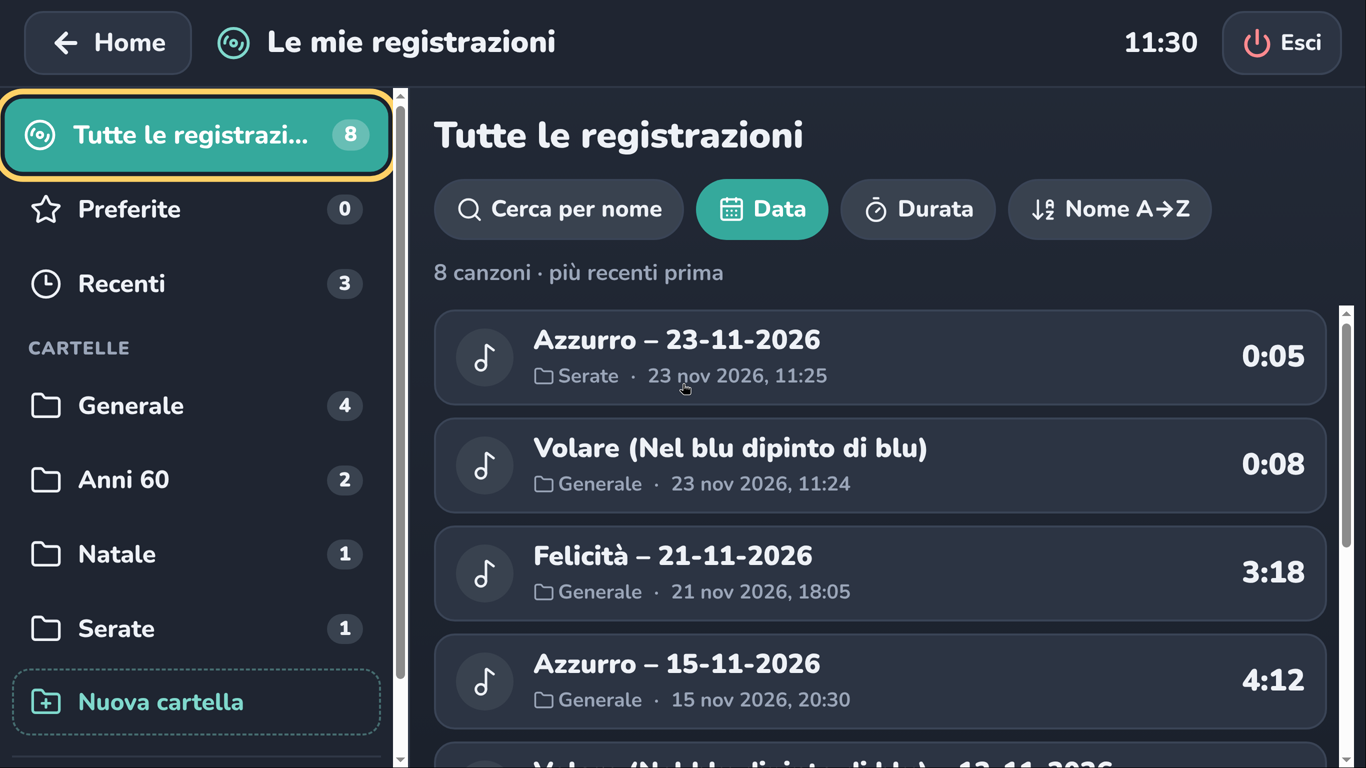 Home
Le mie registrazioni
11:30
Esci
Tutte le registrazi... 8
Preferite 0
Recenti 3
CARTELLE
Generale 4
Anni 60 2
Natale 1
Serate 1
Nuova cartella
Tutte le registrazioni
Cerca per nome
Data
Durata
Nome A→Z
8 canzoni · più recenti prima
Azzurro – 23-11-2026
Serate · 23 nov 2026, 11:25
0:05
Volare (Nel blu dipinto di blu)
Generale · 23 nov 2026, 11:24
0:08
Felicità – 21-11-2026
Generale · 21 nov 2026, 18:05
3:18
Azzurro – 15-11-2026
Generale · 15 nov 2026, 20:30
4:12